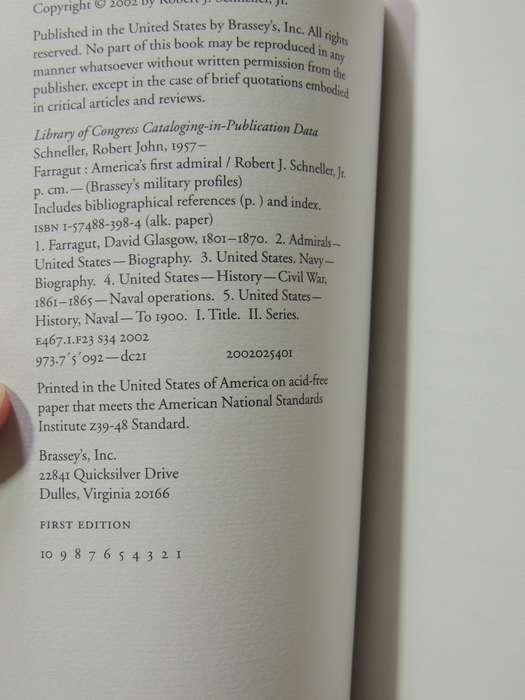 Copyright © 2002 by Robert J. Schneller, Jr.
Published in the United States by Brassey's, Inc. All rights
reserved. No part of this book may be reproduced in any
manner whatsoever without written permission from the
publisher, except in the case of brief quotations embodied
in critical articles and reviews.
Library of Congress Cataloging-in-Publication Data
Schneller, Robert John, 1957–
Farragut : America's first admiral / Robert J. Schneller, Jr.
p. cm.—(Brassey's military profiles)
Includes bibliographical references (p. ) and index.
ISBN 1-57488-398-4 (alk. paper)
1. Farragut, David Glasgow, 1801–1870. 2. Admirals—
United States—Biography. 3. United States. Navy—
Biography. 4. United States—History—Civil War,
1861–1865—Naval operations. 5. United States—
History, Naval—To 1900. I. Title. II. Series.
E467.1.F23 S34 2002
973.7´5´092—dc21 2002025401
Printed in the United States of America on acid-free
paper that meets the American National Standards
Institute Z39-48 Standard.
Brassey's, Inc.
22841 Quicksilver Drive
Dulles, Virginia 20166
FIRST EDITION
10 9 8 7 6 5 4 3 2 1